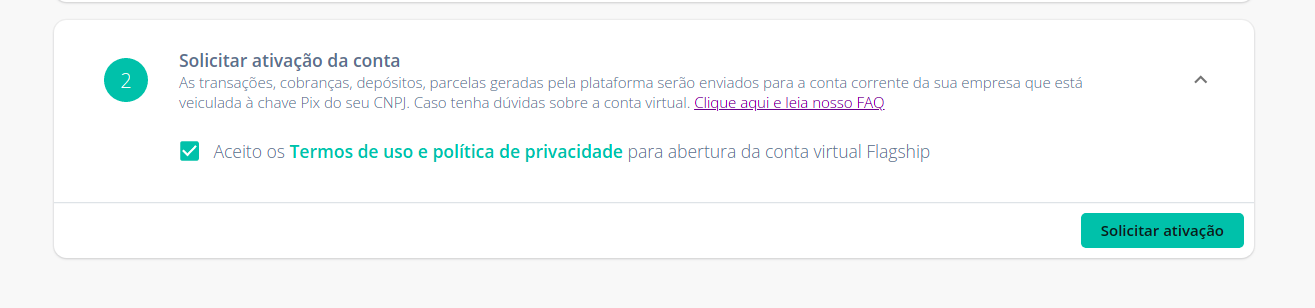 2
Solicitar ativação da conta
As transações, cobranças, depósitos, parcelas geradas pela plataforma serão enviados para a conta corrente da sua empresa que está
veiculada à chave Pix do seu CNPJ. Caso tenha dúvidas sobre a conta virtual. Clique aqui e leia nosso FAQ
Aceito os Termos de uso e política de privacidade para abertura da conta virtual Flagship
Solicitar ativação